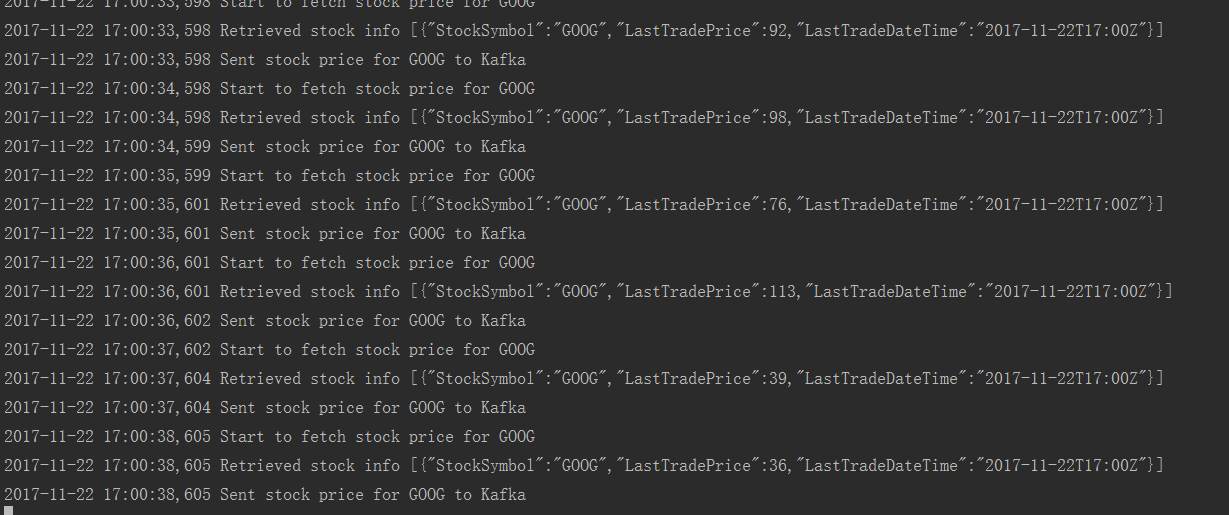 2017-11-22 17:00:33,598 Start to fetch stock price for GOOG
2017-11-22 17:00:33,598 Retrieved stock info [{"StockSymbol":"GOOG","LastTradePrice":92,"LastTradeDateTime":"2017-11-22T17:00Z"}]
2017-11-22 17:00:33,598 Sent stock price for GOOG to Kafka
2017-11-22 17:00:34,598 Start to fetch stock price for GOOG
2017-11-22 17:00:34,598 Retrieved stock info [{"StockSymbol":"GOOG","LastTradePrice":98,"LastTradeDateTime":"2017-11-22T17:00Z"}]
2017-11-22 17:00:34,599 Sent stock price for GOOG to Kafka
2017-11-22 17:00:35,599 Start to fetch stock price for GOOG
2017-11-22 17:00:35,601 Retrieved stock info [{"StockSymbol":"GOOG","LastTradePrice":76,"LastTradeDateTime":"2017-11-22T17:00Z"}]
2017-11-22 17:00:35,601 Sent stock price for GOOG to Kafka
2017-11-22 17:00:36,601 Start to fetch stock price for GOOG
2017-11-22 17:00:36,601 Retrieved stock info [{"StockSymbol":"GOOG","LastTradePrice":113,"LastTradeDateTime":"2017-11-22T17:00Z"}]
2017-11-22 17:00:36,602 Sent stock price for GOOG to Kafka
2017-11-22 17:00:37,602 Start to fetch stock price for GOOG
2017-11-22 17:00:37,604 Retrieved stock info [{"StockSymbol":"GOOG","LastTradePrice":39,"LastTradeDateTime":"2017-11-22T17:00Z"}]
2017-11-22 17:00:37,604 Sent stock price for GOOG to Kafka
2017-11-22 17:00:38,605 Start to fetch stock price for GOOG
2017-11-22 17:00:38,605 Retrieved stock info [{"StockSymbol":"GOOG","LastTradePrice":36,"LastTradeDateTime":"2017-11-22T17:00Z"}]
2017-11-22 17:00:38,605 Sent stock price for GOOG to Kafka